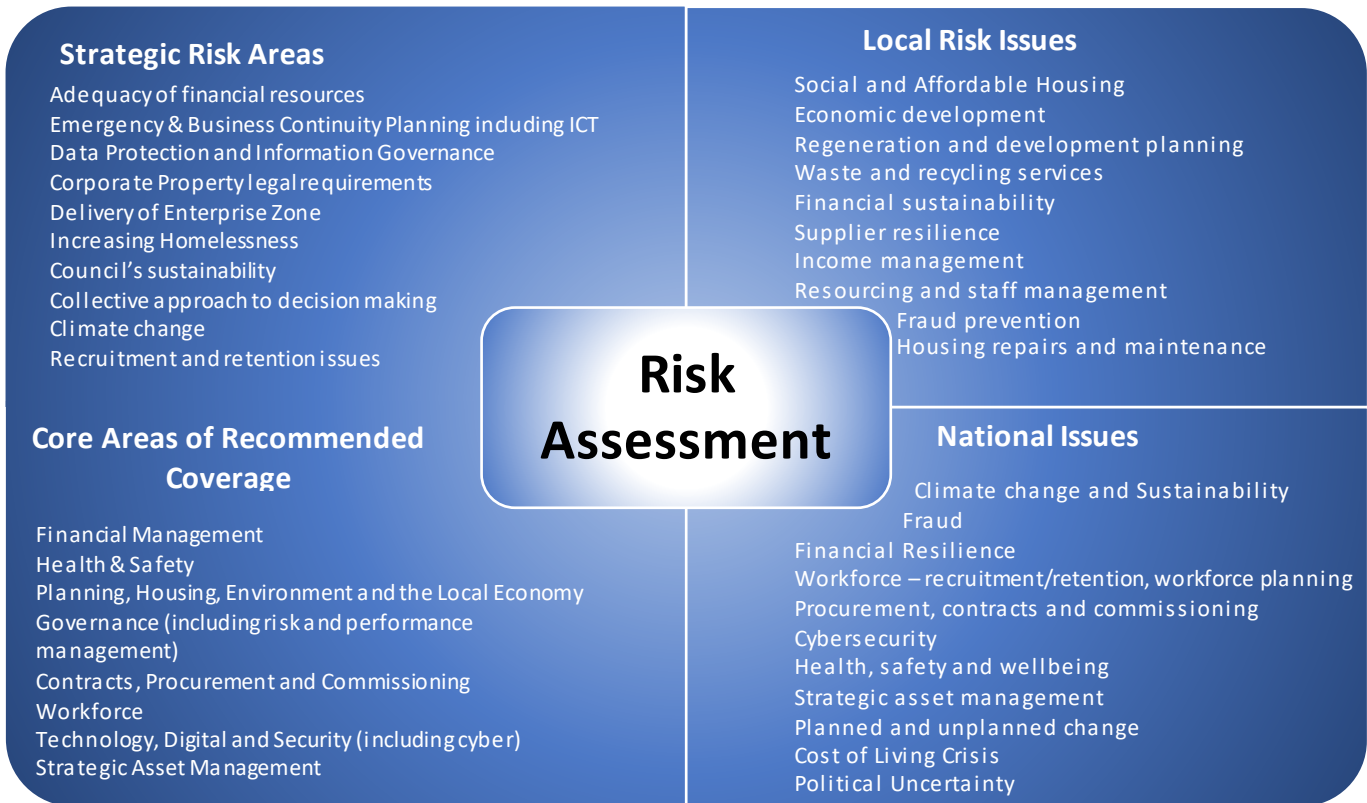 Strategic Risk Areas
Adequacy of financial resources
Emergency & Business Continuity Planning including ICT
Data Protection and Information Governance
Corporate Property legal requirements
Delivery of Enterprise Zone
Increasing Homelessness
Council's sustainability
Collective approach to decision making
Climate change
Recruitment and retention issues
Local Risk Issues
Social and Affordable Housing
Economic development
Regeneration and development planning
Waste and recycling services
Financial sustainability
Supplier resilience
Income management
Resourcing and staff management
Fraud prevention
Housing repairs and maintenance
Risk
Assessment
Core Areas of Recommended
Coverage
Financial Management
Health & Safety
Planning, Housing, Environment and the Local Economy
Governance (including risk and performance
management)
Contracts, Procurement and Commissioning
Workforce
Technology, Digital and Security (including cyber)
Strategic Asset Management
National Issues
Climate change and Sustainability
Fraud
Financial Resilience
Workforce – recruitment/retention, workforce planning
Procurement, contracts and commissioning
Cybersecurity
Health, safety and wellbeing
Strategic asset management
Planned and unplanned change
Cost of Living Crisis
Political Uncertainty